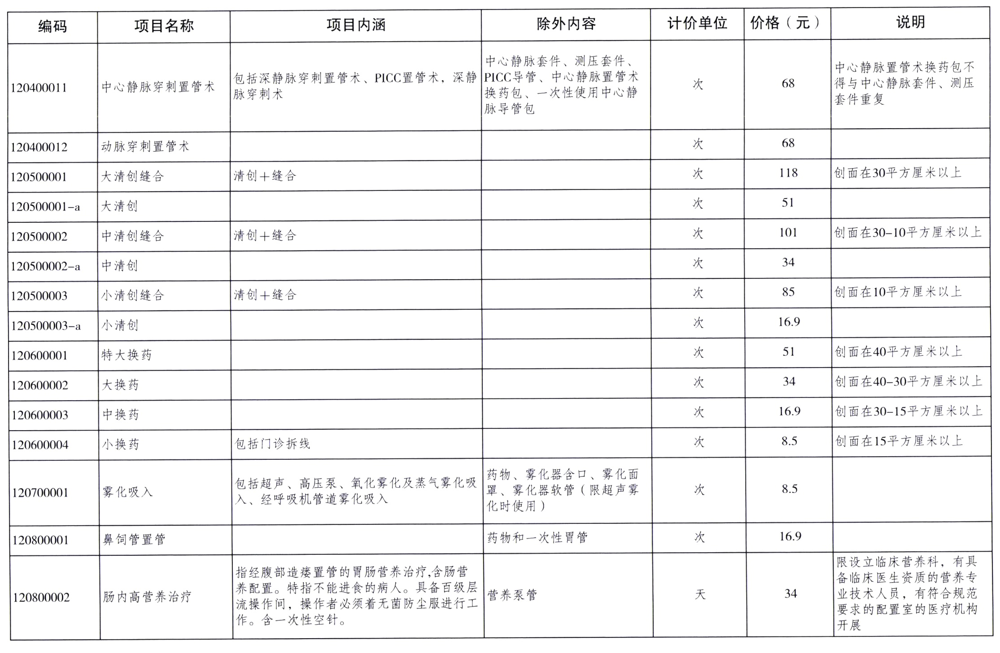 编码 项目名称 项目内涵 除外内容 计价单位 价格（元） 说明
120400011 中心静脉穿刺置管术
包括深静脉穿刺置管术、PICC置管术，深静
脉穿刺术
中心静脉套件、测压套件、
PICC导管、中心静脉置管术
换药包、一次性使用中心静
脉导管包
次 68
中心静脉置管术换药包不
得与中心静脉套件、测压
套件重复
120400012 动脉穿刺置管术 次 68
120500001 大清创缝合 清创＋缝合 次 118 创面在30平方厘米以上
120500001-a 大清创 次 51
120500002 中清创缝合 清创＋缝合 次 101 创面在30-10平方厘米以上
120500002-a 中清创 次 34
120500003 小清创缝合 清创＋缝合 次 85 创面在10平方厘米以上
120500003-a 小清创 次 16.9
120600001 特大换药 次 51 创面在40平方厘米以上
120600002 大换药 次 34 创面在40-30平方厘米以上
120600003 中换药 次 16.9 创面在30-15平方厘米以上
120600004 小换药 包括门诊拆线 次 8.5 创面在15平方厘米以上
120700001 雾化吸入
包括超声、高压泵、氧化雾化及蒸气雾化吸
入、经呼吸机管道雾化吸入
药物、雾化器含口、雾化面
罩、雾化器软管（限超声雾
化时使用）
次 8.5
120800001 鼻饲管置管 药物和一次性胃管 次 16.9
120800002 肠内高营养治疗
指经腹部造瘘置管的胃肠营养治疗,含肠营
养配置。特指不能进食的病人。具备百级层
流操作间，操作者必须着无菌防尘服进行工
作。含一次性空针。
营养泵管 天 34
限设立临床营养科，有具
备临床医生资质的营养专
业技术人员，有符合规范
要求的配置室的医疗机构
开展